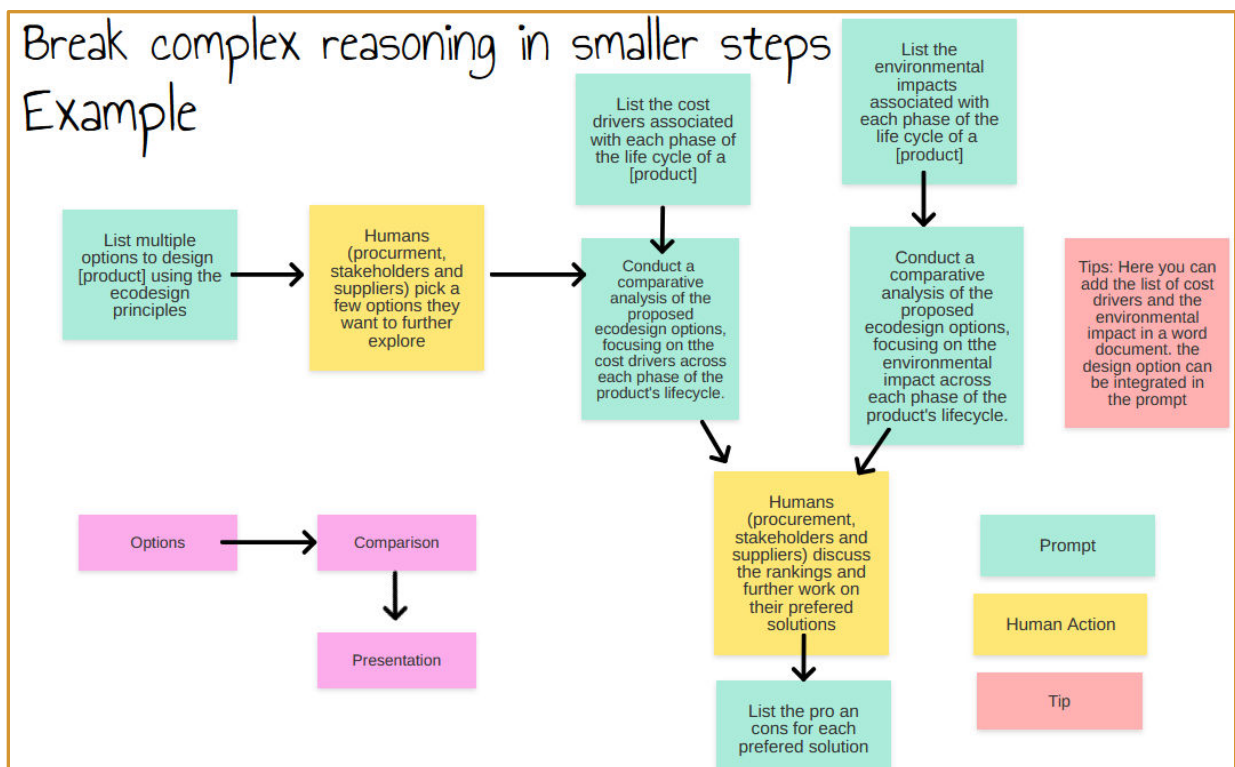 Break complex reasoning in smaller steps
Example
List the cost
drivers associated
with each phase of
the life cycle of a
[product]
List the
environmental
impacts
associated with
each phase of the
life cycle of a
[product]
List multiple
options to design
[product] using the
ecodesign
principles
Humans
(procurment,
stakeholders and
suppliers) pick a
few options they
want to further
explore
Conduct a
comparative
analysis of the
proposed
ecodesign options,
focusing on tthe
cost drivers across
each phase of the
product's lifecycle.
Conduct a
comparative
analysis of the
proposed
ecodesign options,
focusing on tthe
environmental
impact across
each phase of the
product's lifecycle.
Tips: Here you can
add the list of cost
drivers and the
environmental
impact in a word
document. the
design option can
be integrated in
the prompt
Humans
(procurement,
stakeholders and
suppliers) discuss
the rankings and
further work on
their prefered
solutions
List the pro an
cons for each
prefered solution
Options
Comparison
Presentation
Prompt
Human Action
Tip